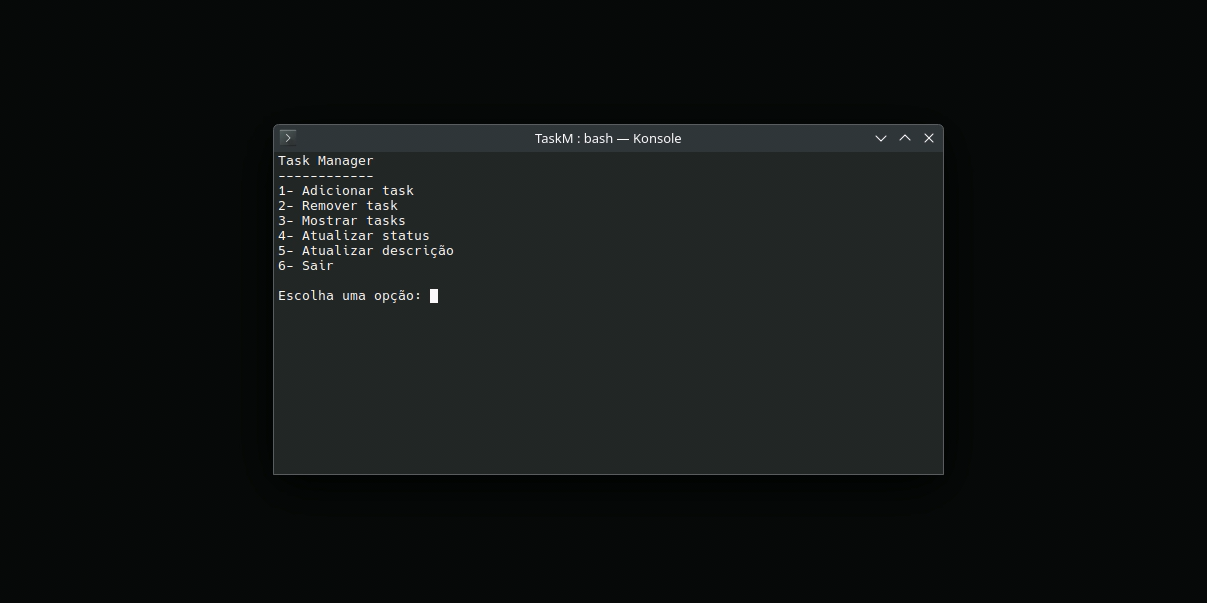 TaskM : bash — Konsole
Task Manager
------------
1- Adicionar task
2- Remover task
3- Mostrar tasks
4- Atualizar status
5- Atualizar descrição
6- Sair
Escolha uma opção: